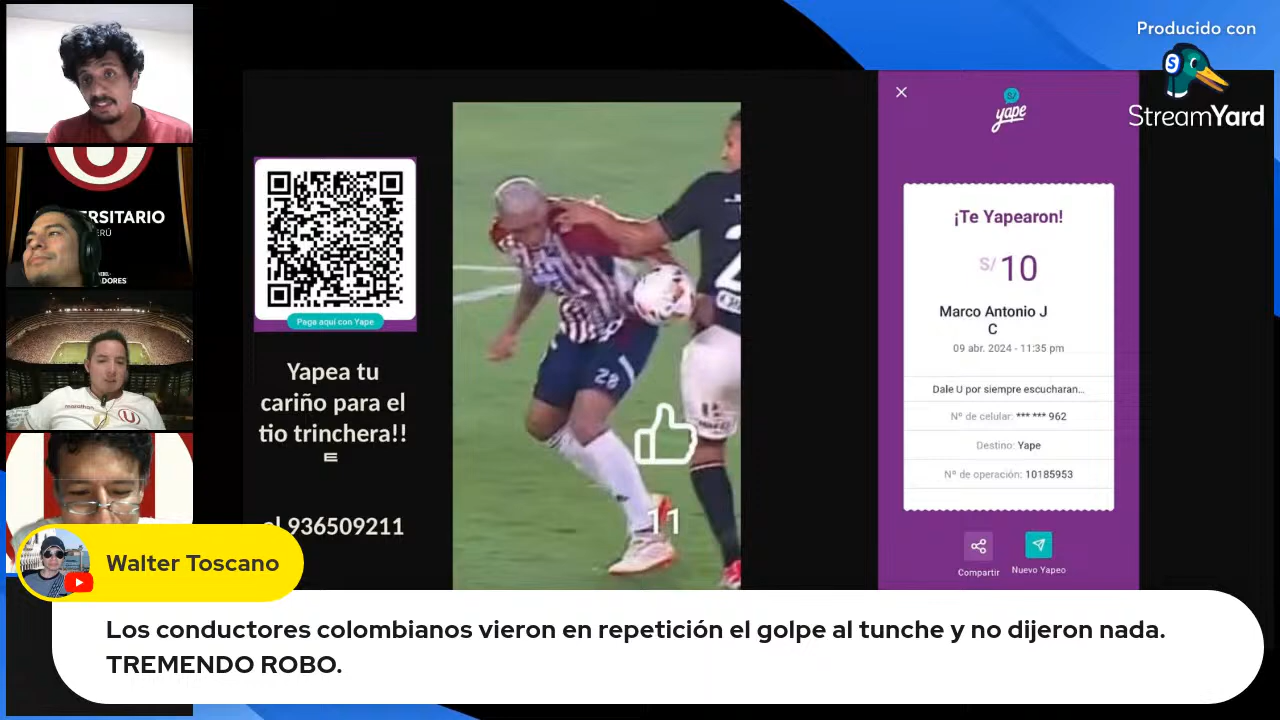 Producido con
StreamYard
yape
¡Te Yapearon!
S/ 10
Marco Antonio J
C
09 abr. 2024 - 11:35 pm
Dale U por siempre escucharan...
Nº de celular: *** *** 962
Destino: Yape
Nº de operación: 10185953
Compartir
Nuevo Yapeo
Paga aquí con Yape
Yapea tu
cariño para el
tio trinchera!!
al 936509211
28
11
Walter Toscano
Los conductores colombianos vieron en repetición el golpe al tunche y no dijeron nada.
TREMENDO ROBO.